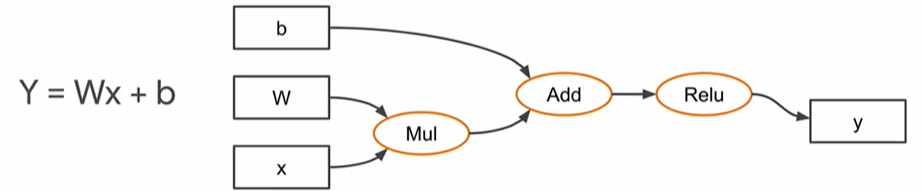 Y = Wx + b
b
W
x
Mul
Add
Relu
y